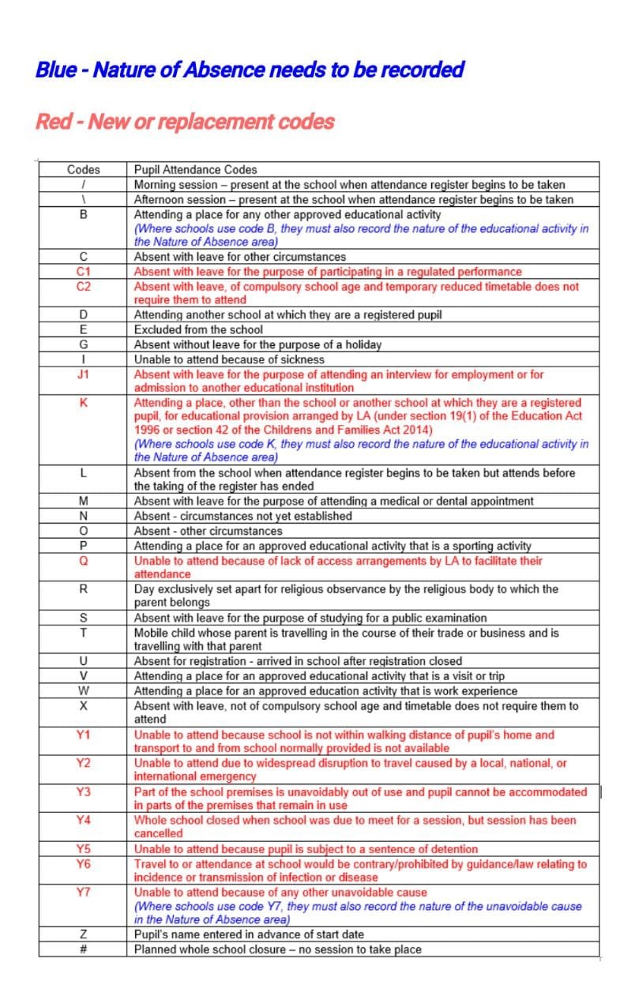 Blue - Nature of Absence needs to be recorded
Red - New or replacement codes
Codes Pupil Attendance Codes
/ Morning session – present at the school when attendance register begins to be taken
\ Afternoon session – present at the school when attendance register begins to be taken
B Attending a place for any other approved educational activity
(Where schools use code B, they must also record the nature of the educational activity in
the Nature of Absence area)
C Absent with leave for other circumstances
C1 Absent with leave for the purpose of participating in a regulated performance
C2 Absent with leave, of compulsory school age and temporary reduced timetable does not
require them to attend
D Attending another school at which they are a registered pupil
E Excluded from the school
G Absent without leave for the purpose of a holiday
I Unable to attend because of sickness
J1 Absent with leave for the purpose of attending an interview for employment or for
admission to another educational institution
K Attending a place, other than the school or another school at which they are a registered
pupil, for educational provision arranged by LA (under section 19(1) of the Education Act
1996 or section 42 of the Childrens and Families Act 2014)
(Where schools use code K, they must also record the nature of the educational activity in
the Nature of Absence area)
L Absent from the school when attendance register begins to be taken but attends before
the taking of the register has ended
M Absent with leave for the purpose of attending a medical or dental appointment
N Absent - circumstances not yet established
O Absent - other circumstances
P Attending a place for an approved educational activity that is a sporting activity
Q Unable to attend because of lack of access arrangements by LA to facilitate their
attendance
R Day exclusively set apart for religious observance by the religious body to which the
parent belongs
S Absent with leave for the purpose of studying for a public examination
T Mobile child whose parent is travelling in the course of their trade or business and is
travelling with that parent
U Absent for registration - arrived in school after registration closed
V Attending a place for an approved educational activity that is a visit or trip
W Attending a place for an approved education activity that is work experience
X Absent with leave, not of compulsory school age and timetable does not require them to
attend
Y1 Unable to attend because school is not within walking distance of pupil's home and
transport to and from school normally provided is not available
Y2 Unable to attend due to widespread disruption to travel caused by a local, national, or
international emergency
Y3 Part of the school premises is unavoidably out of use and pupil cannot be accommodated
in parts of the premises that remain in use
Y4 Whole school closed when school was due to meet for a session, but session has been
cancelled
Y5 Unable to attend because pupil is subject to a sentence of detention
Y6 Travel to or attendance at school would be contrary/prohibited by guidance/law relating to
incidence or transmission of infection or disease
Y7 Unable to attend because of any other unavoidable cause
(Where schools use code Y7, they must also record the nature of the unavoidable cause
in the Nature of Absence area)
Z Pupil's name entered in advance of start date
# Planned whole school closure – no session to take place